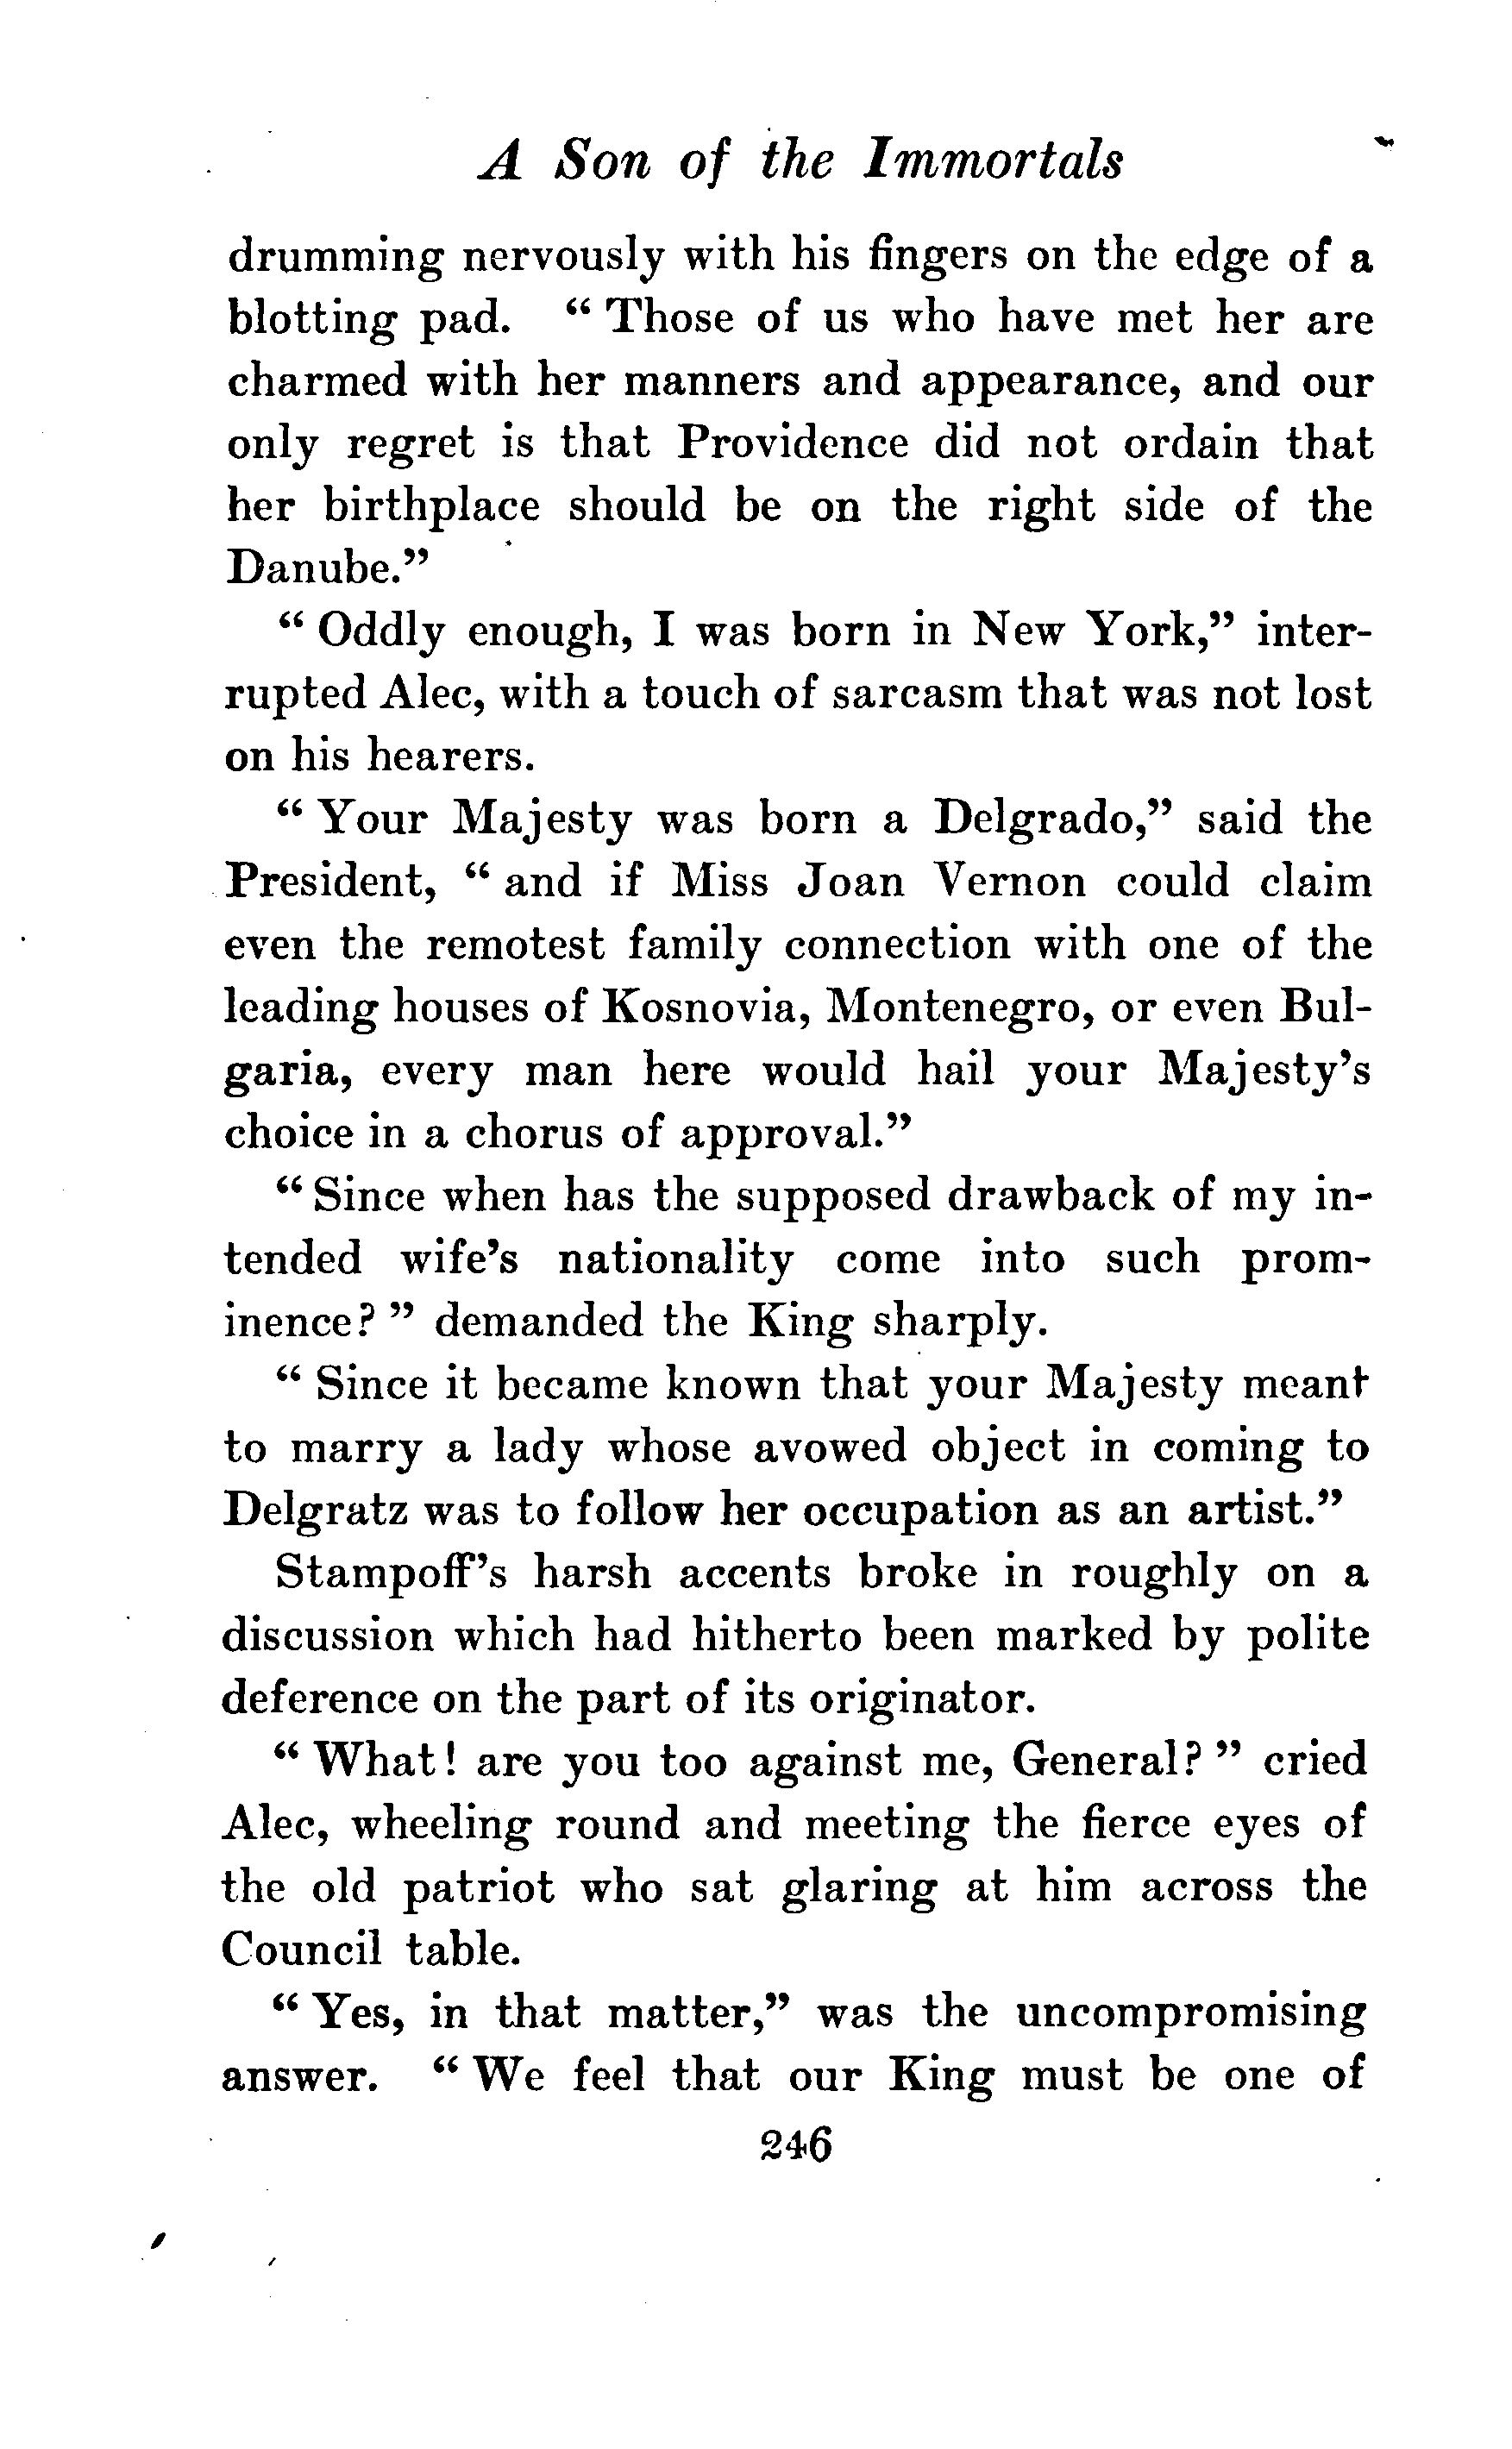 A Son of the Immortals
drumming nervously with his fingers on the edge of a
blotting pad. “ Those of us who have met her are
charmed with her manners and appearance, and our
only regret is that Providence did not ordain that
her birthplace should be on the right side of the
Danube.”
“ Oddly enough, I was born in New York,” inter-
rupted Alec, with a touch of sarcasm that was not lost
on his hearers.
“ Your Majesty was born a Delgrado,” said the
President, “ and if Miss Joan Vernon could claim
even the remotest family connection with one of the
leading houses of Kosnovia, Montenegro, or even Bul-
garia, every man here would hail your Majesty’s
choice in a chorus of approval.”
“ Since when has the supposed drawback of my in-
tended wife’s nationality come into such prom-
inence? ” demanded the King sharply.
“ Since it became known that your Majesty meant
to marry a lady whose avowed object in coming to
Delgratz was to follow her occupation as an artist.”
Stampoff’s harsh accents broke in roughly on a
discussion which had hitherto been marked by polite
deference on the part of its originator.
“ What! are you too against me, General? ” cried
Alec, wheeling round and meeting the fierce eyes of
the old patriot who sat glaring at him across the
Council table.
“ Yes, in that matter,” was the uncompromising
answer. “ We feel that our King must be one of
246